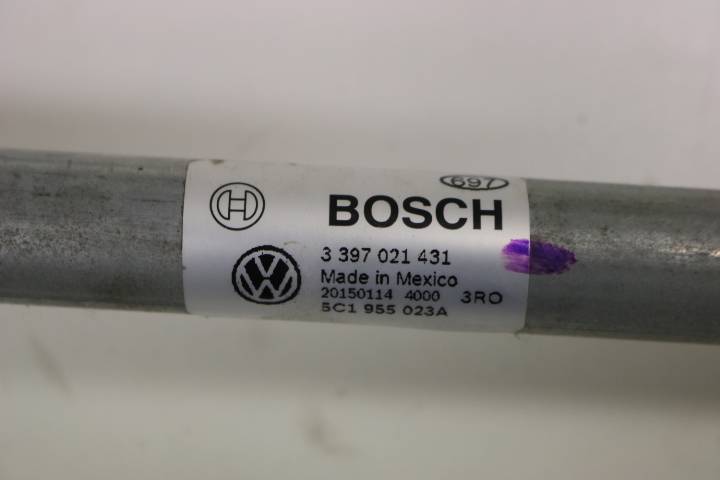 697
BOSCH
3 397 021 431
Made in Mexico
20150114 4000 3RO
5C1 955 023A